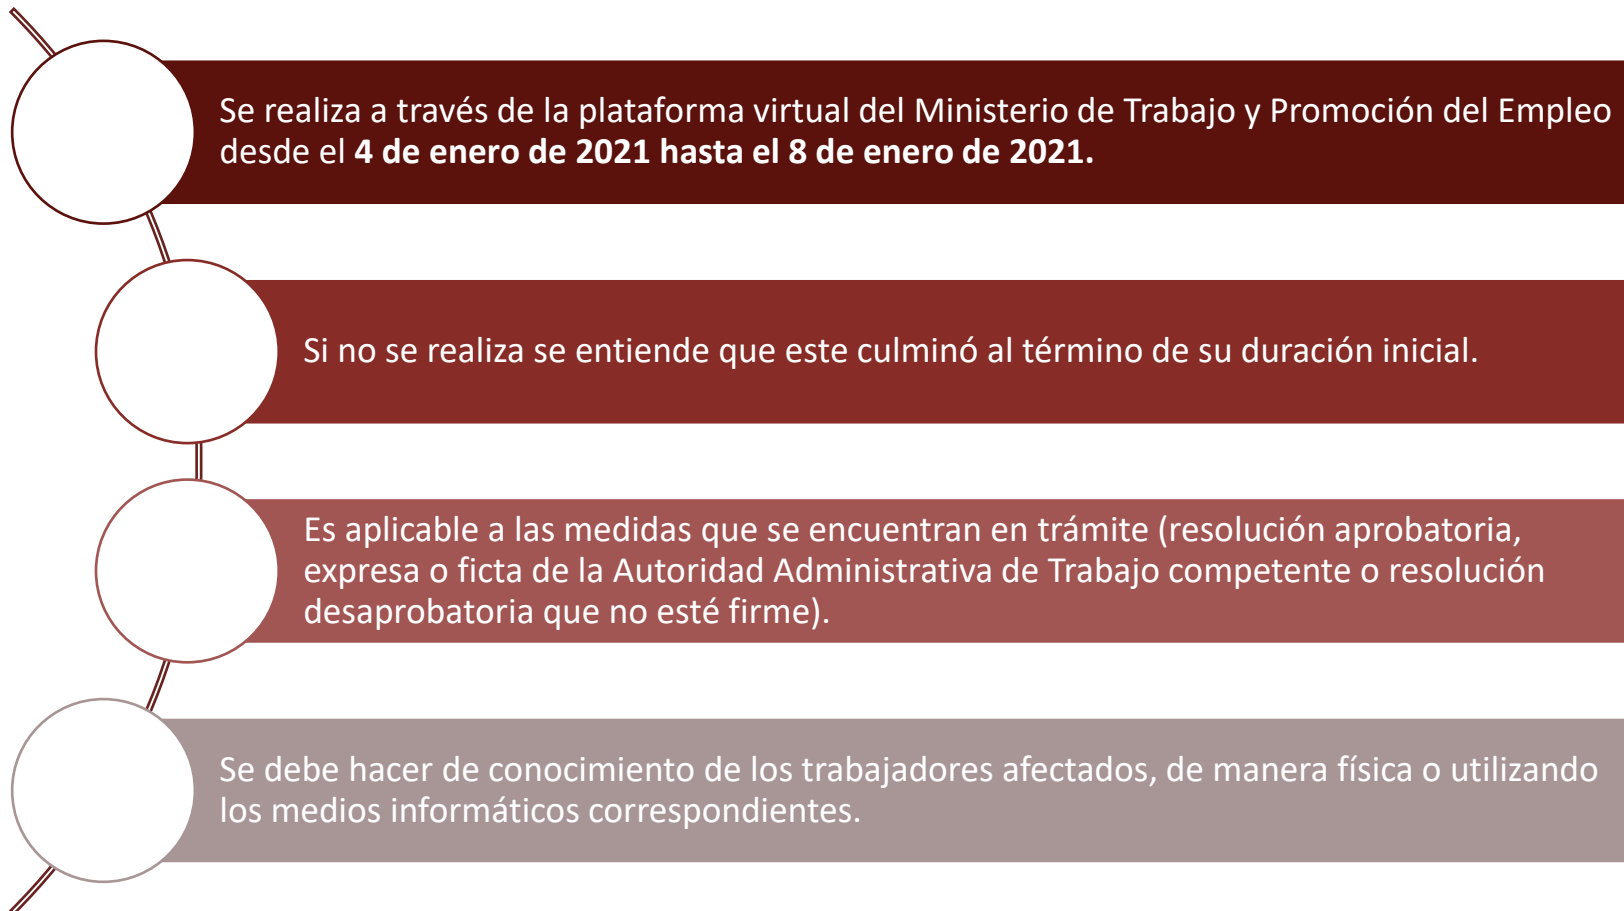 Se realiza a través de la plataforma virtual del Ministerio de Trabajo y Promoción del Empleo
desde el 4 de enero de 2021 hasta el 8 de enero de 2021.
Si no se realiza se entiende que este culminó al término de su duración inicial.
Es aplicable a las medidas que se encuentran en trámite (resolución aprobatoria,
expresa o ficta de la Autoridad Administrativa de Trabajo competente o resolución
desaprobatoria que no esté firme).
Se debe hacer de conocimiento de los trabajadores afectados, de manera física o utilizando
los medios informáticos correspondientes.